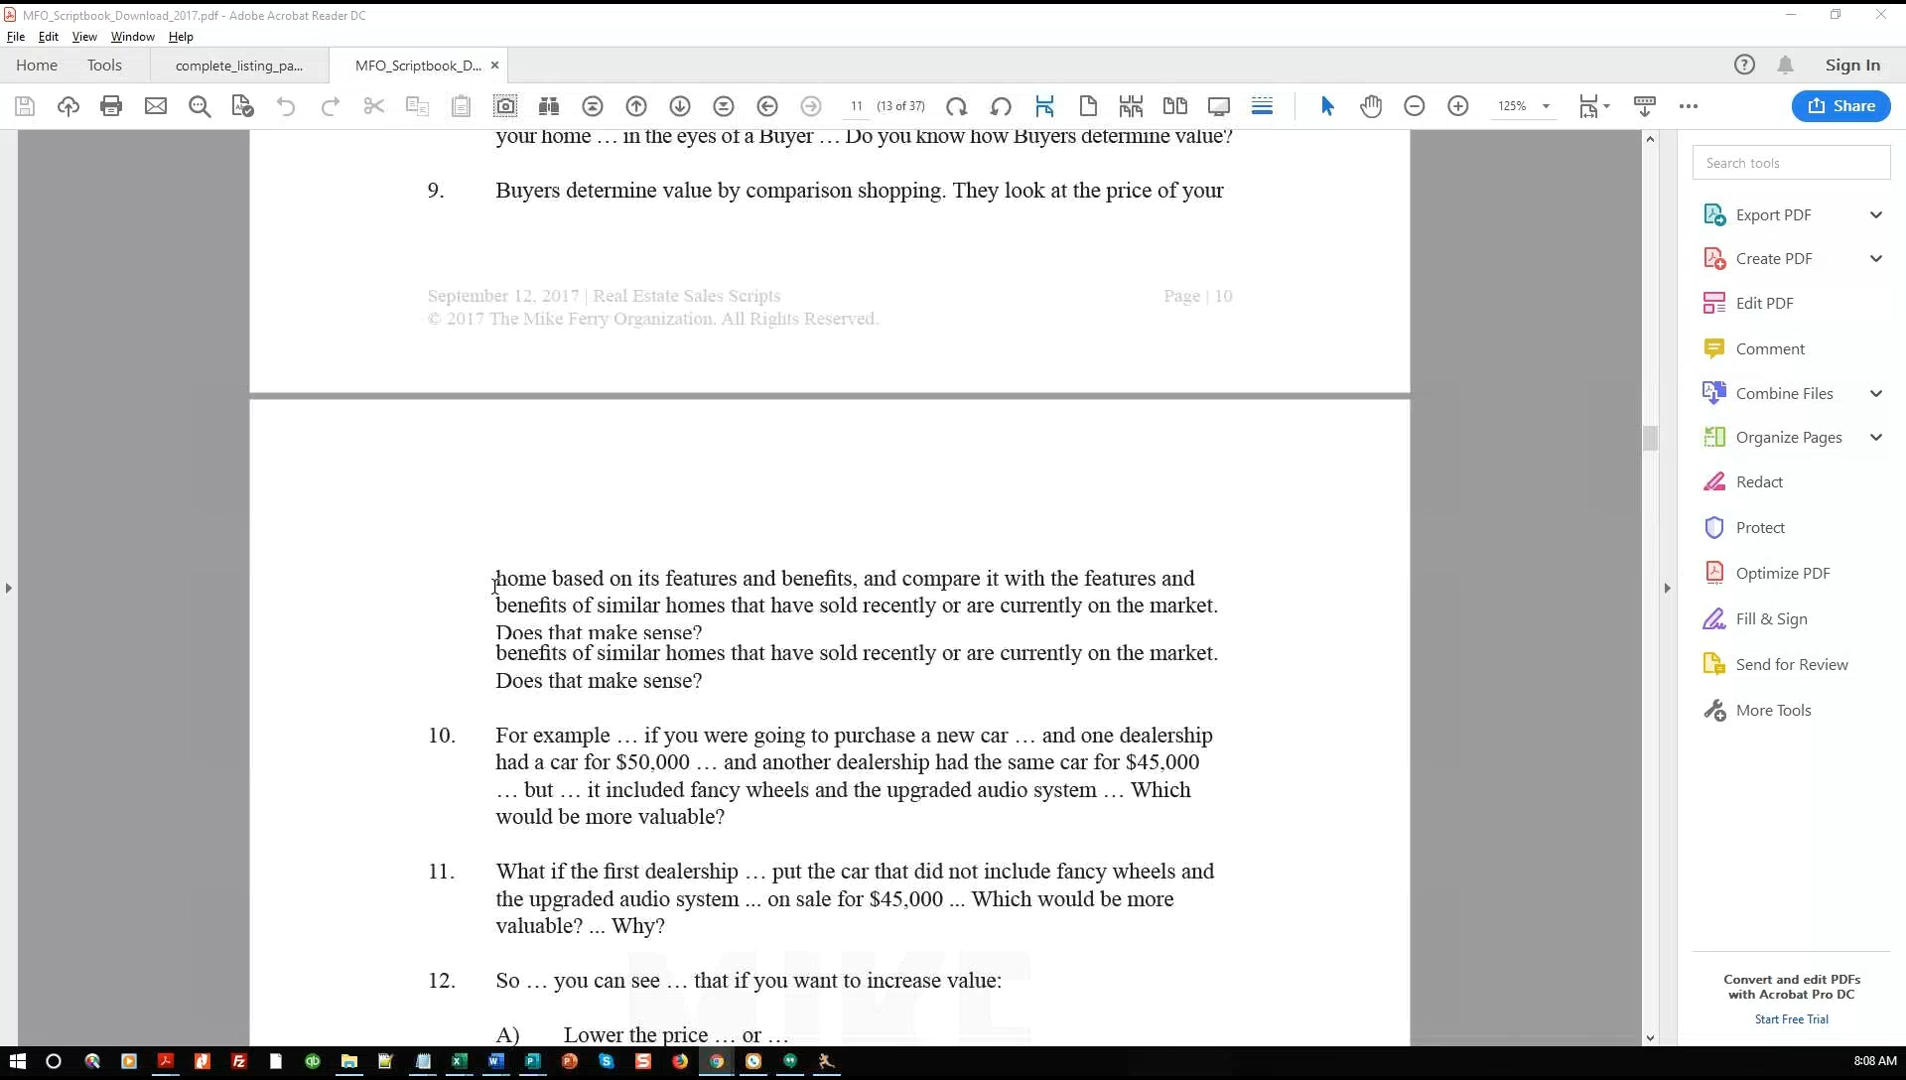 MFO_Scriptbook_Download_2017.pdf - Adobe Acrobat Reader DC
File Edit View Window Help
Home Tools complete_listing_pa... MFO_Scriptbook_D... × Sign In
11 (13 of 37) 125% Share
your home … in the eyes of a Buyer … Do you know how Buyers determine value?
9. Buyers determine value by comparison shopping. They look at the price of your
September 12, 2017 | Real Estate Sales Scripts Page | 10
© 2017 The Mike Ferry Organization. All Rights Reserved.
home based on its features and benefits, and compare it with the features and
benefits of similar homes that have sold recently or are currently on the market.
Does that make sense?
benefits of similar homes that have sold recently or are currently on the market.
Does that make sense?
10. For example … if you were going to purchase a new car … and one dealership
had a car for $50,000 … and another dealership had the same car for $45,000
… but … it included fancy wheels and the upgraded audio system … Which
would be more valuable?
11. What if the first dealership … put the car that did not include fancy wheels and
the upgraded audio system ... on sale for $45,000 ... Which would be more
valuable? ... Why?
12. So … you can see … that if you want to increase value:
A) Lower the price … or …
MIKE
Search tools
Export PDF
Create PDF
Edit PDF
Comment
Combine Files
Organize Pages
Redact
Protect
Optimize PDF
Fill & Sign
Send for Review
More Tools
Convert and edit PDFs
with Acrobat Pro DC
Start Free Trial
8:08 AM